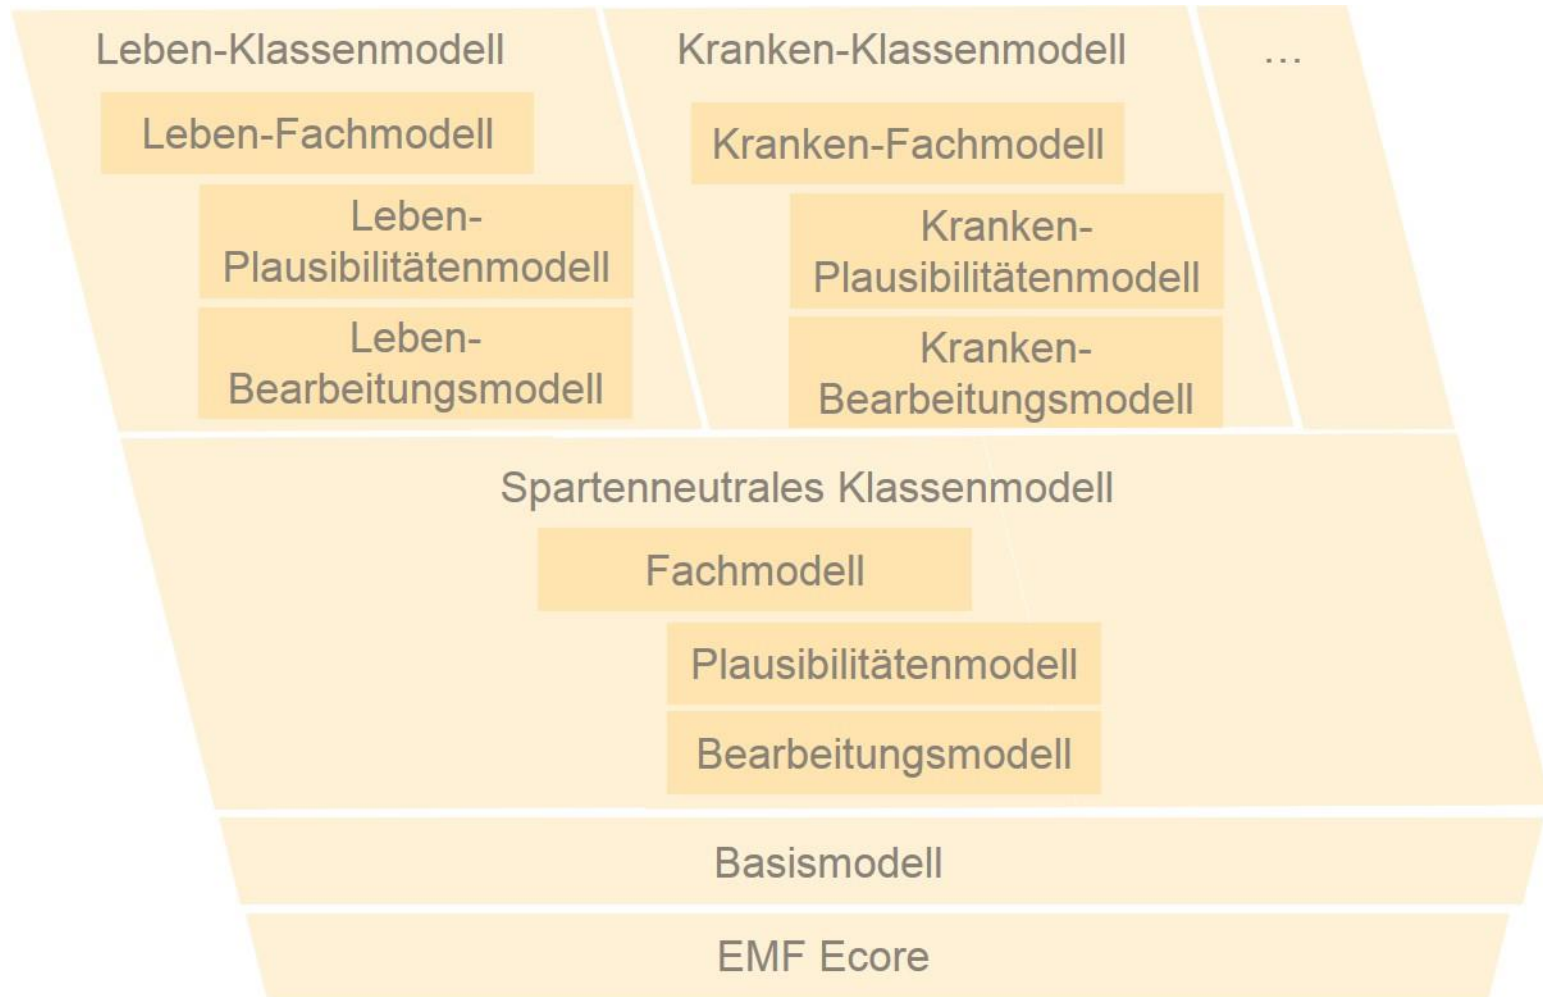 Leben-Klassenmodell
Leben-Fachmodell
Leben-
Plausibilitätenmodell
Leben-
Bearbeitungsmodell
Kranken-Klassenmodell
Kranken-Fachmodell
Kranken-
Plausibilitätenmodell
Kranken-
Bearbeitungsmodell
...
Spartenneutrales Klassenmodell
Fachmodell
Plausibilitätenmodell
Bearbeitungsmodell
Basismodell
EMF Ecore